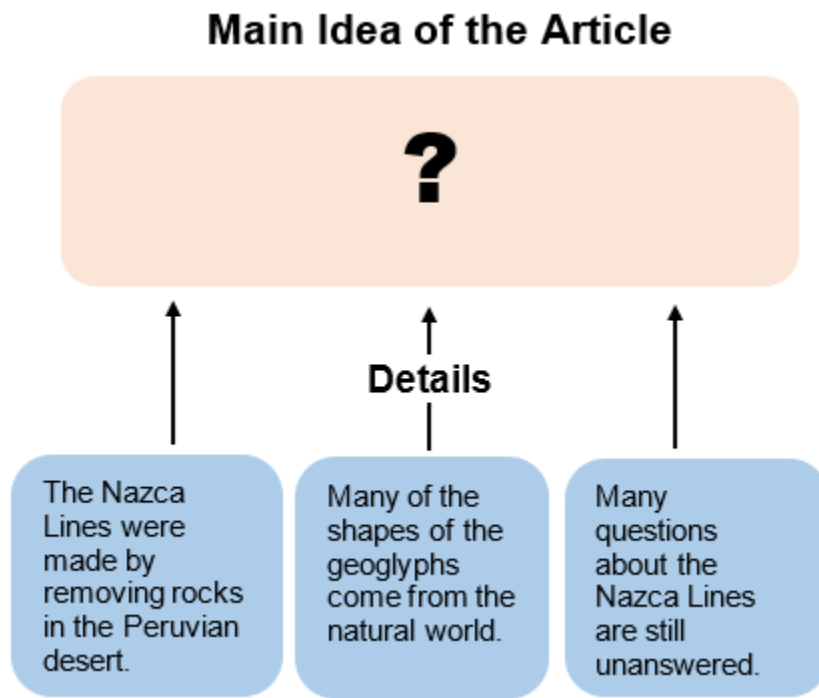 Main Idea of the Article
?
Details
The Nazca
Lines were
made by
removing rocks
in the Peruvian
desert.
Many of the
shapes of the
geoglyphs
come from the
natural world.
Many
questions
about the
Nazca Lines
are still
unanswered.